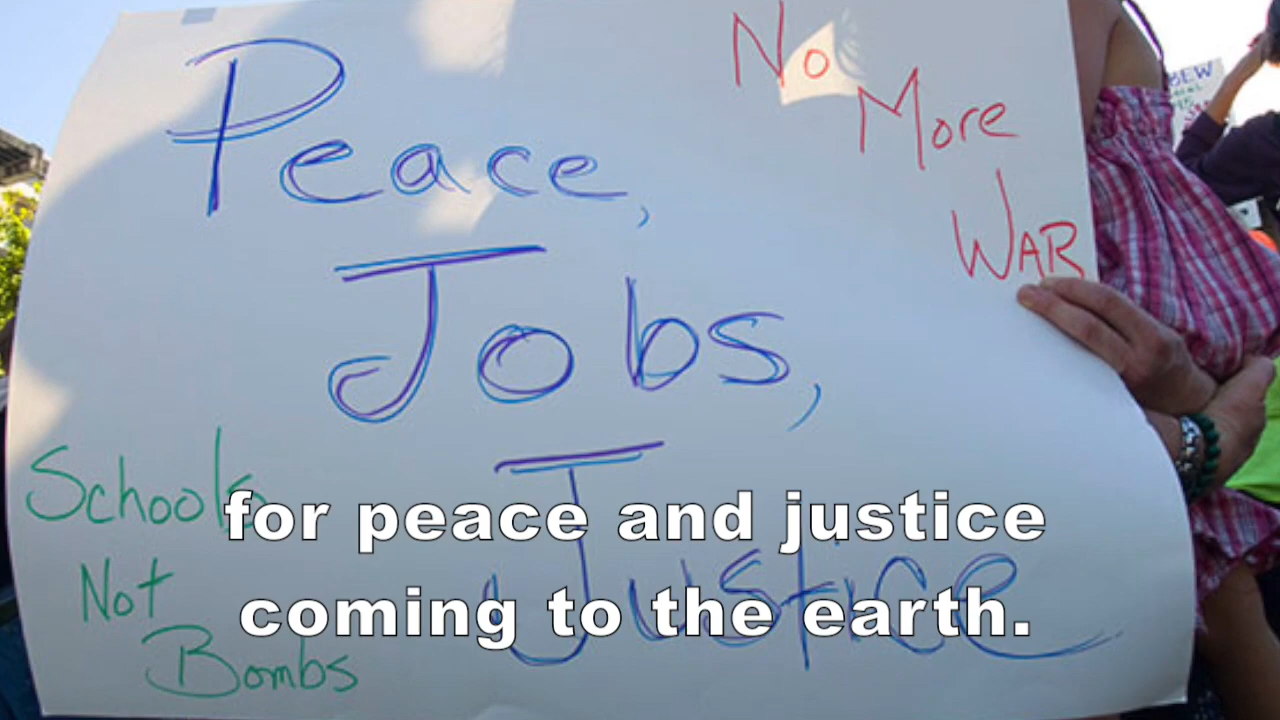 Peace,
No
More
WAR
Jobs,
Justice
Schools
Not
Bombs
for peace and justice
coming to the earth.